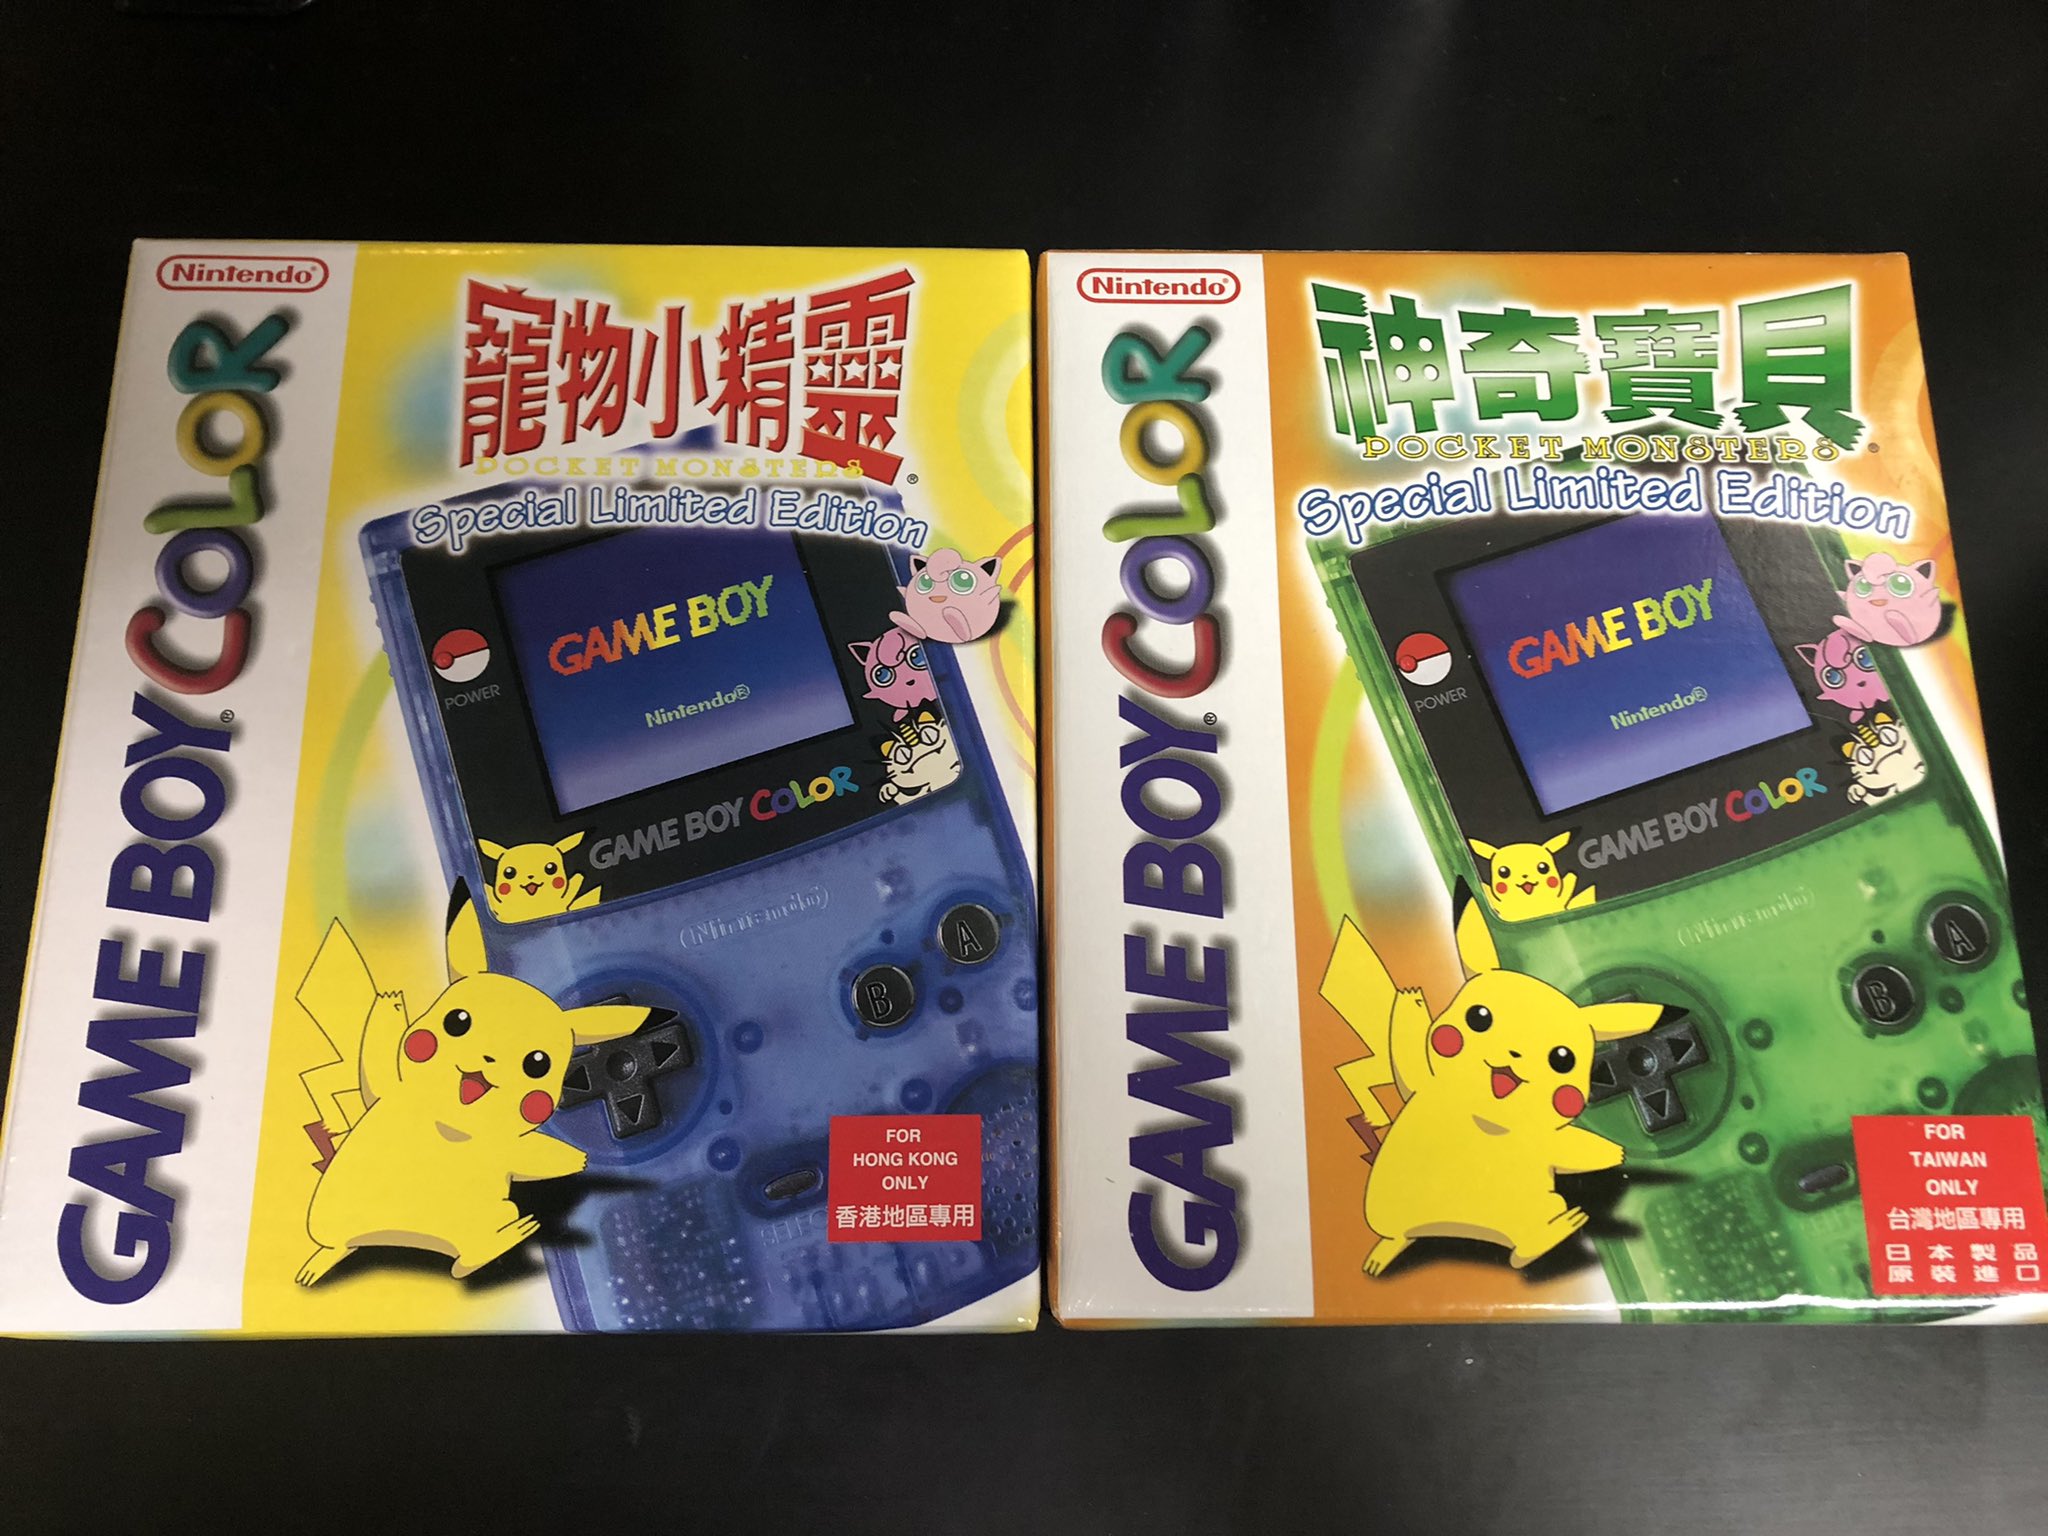 Nintendo®
GAME BOY COLOR®
寵物小精靈
POCKET MONSTERS®
Special Limited Edition
GAME BOY
Nintendo®
POWER
GAME BOY COLOR
Nintendo
A
B
SELECT
FOR
HONG KONG
ONLY
香港地區專用
Nintendo®
GAME BOY COLOR®
神奇寶貝
POCKET MONSTERS®
Special Limited Edition
GAME BOY
Nintendo®
POWER
GAME BOY COLOR
Nintendo
A
B
FOR
TAIWAN
ONLY
台灣地區專用
日本製品
原裝進口